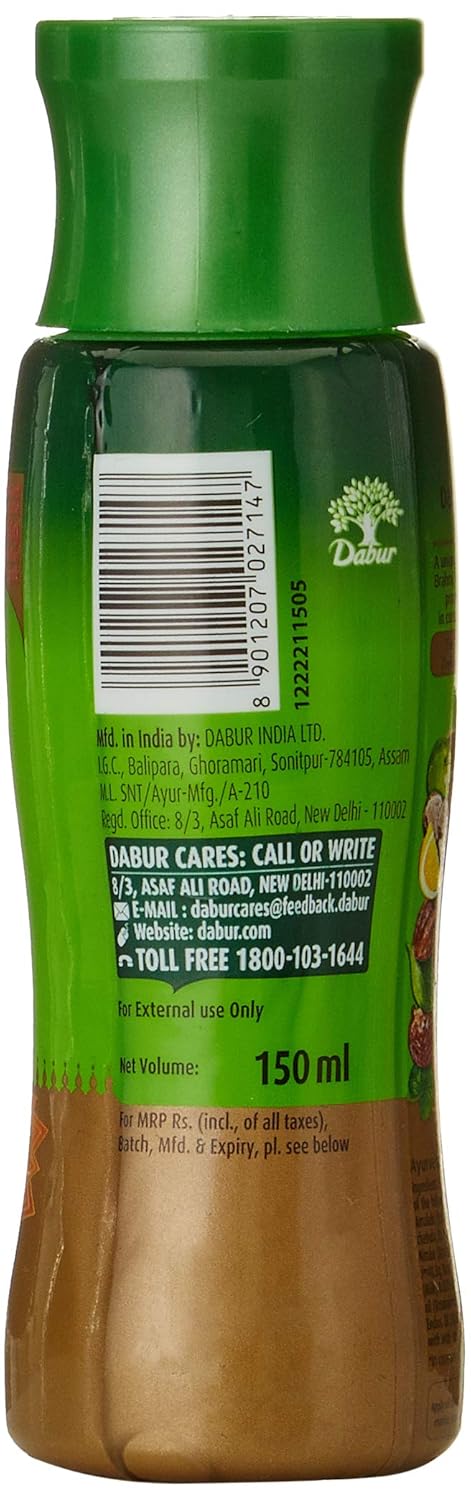 8 901207 027147
1222211505
Dabur
Mfd. in India by: DABUR INDIA LTD.
I.G.C., Balipara, Ghoramari, Sonitpur-784105, Assam
M.L. SNT/Ayur-Mfg./A-210
Regd. Office: 8/3, Asaf Ali Road, New Delhi - 110002
DABUR CARES: CALL OR WRITE
8/3, ASAF ALI ROAD, NEW DELHI-110002
E-MAIL : daburcares@feedback.dabur
Website: dabur.com
TOLL FREE 1800-103-1644
For External use Only
Net Volume: 150 ml
For MRP Rs. (incl., of all taxes),
Batch, Mfd. & Expiry, pl. see below